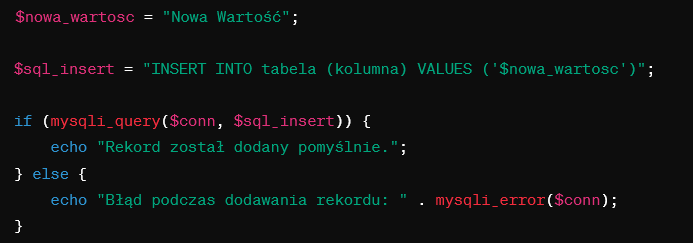 $nowa_wartosc = "Nowa Wartość";
$sql_insert = "INSERT INTO tabela (kolumna) VALUES ('$nowa_wartosc')";
if (mysqli_query($conn, $sql_insert)) {
    echo "Rekord został dodany pomyślnie.";
} else {
    echo "Błąd podczas dodawania rekordu: " . mysqli_error($conn);
}